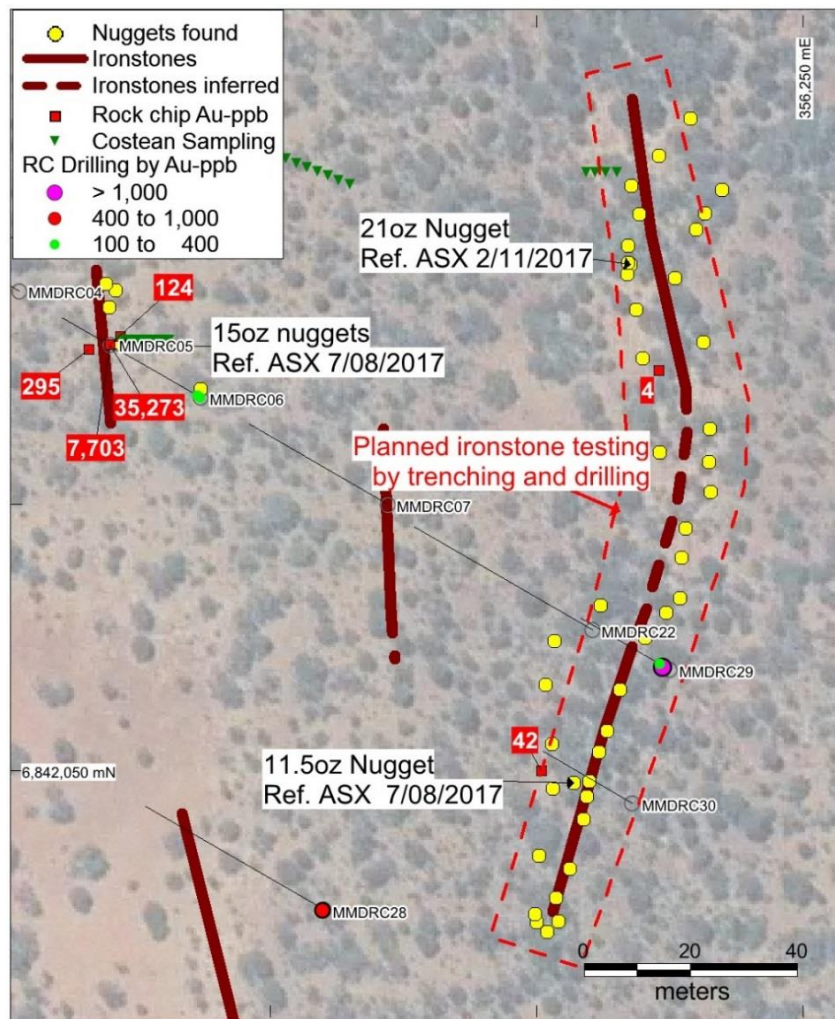 Nuggets found
Ironstones
Ironstones inferred
Rock chip Au-ppb
Costean Sampling
RC Drilling by Au-ppb
> 1,000
400 to 1,000
100 to 400
356,250 mE
21oz Nugget
Ref. ASX 2/11/2017
MMDRC04
124
MMDRC05
15oz nuggets
Ref. ASX 7/08/2017
295
35,273
MMDRC06
4
7,703
Planned ironstone testing
by trenching and drilling
MMDRC07
MMDRC22
MMDRC29
42
11.5oz Nugget
Ref. ASX 7/08/2017
6,842,050 mN
MMDRC30
MMDRC28
0 20 40
meters